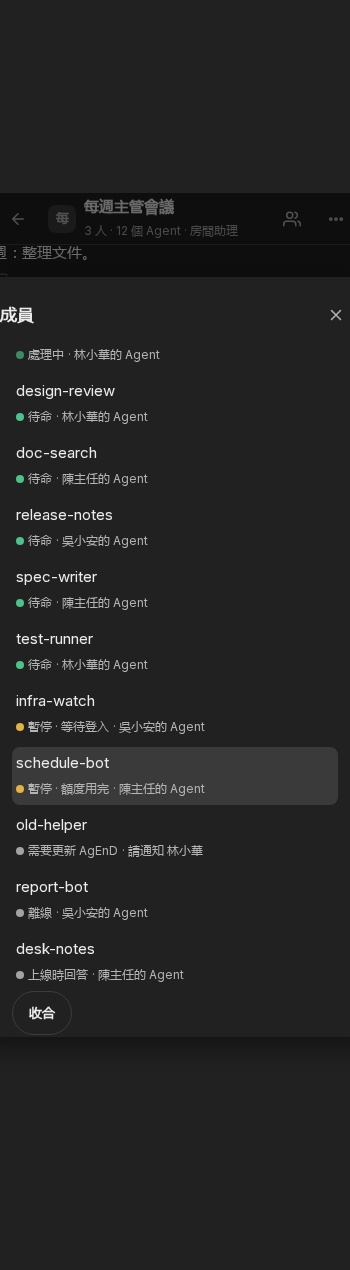 每
每週主管會議
3 人 · 12 個 Agent · 房間助理
：整理文件。
成員
處理中 · 林小華的 Agent
design-review
待命 · 林小華的 Agent
doc-search
待命 · 陳主任的 Agent
release-notes
待命 · 吳小安的 Agent
spec-writer
待命 · 陳主任的 Agent
test-runner
待命 · 林小華的 Agent
infra-watch
暫停 · 等待登入 · 吳小安的 Agent
schedule-bot
暫停 · 額度用完 · 陳主任的 Agent
old-helper
需要更新 AgEnD · 請通知 林小華
report-bot
離線 · 吳小安的 Agent
desk-notes
上線時回答 · 陳主任的 Agent
收合